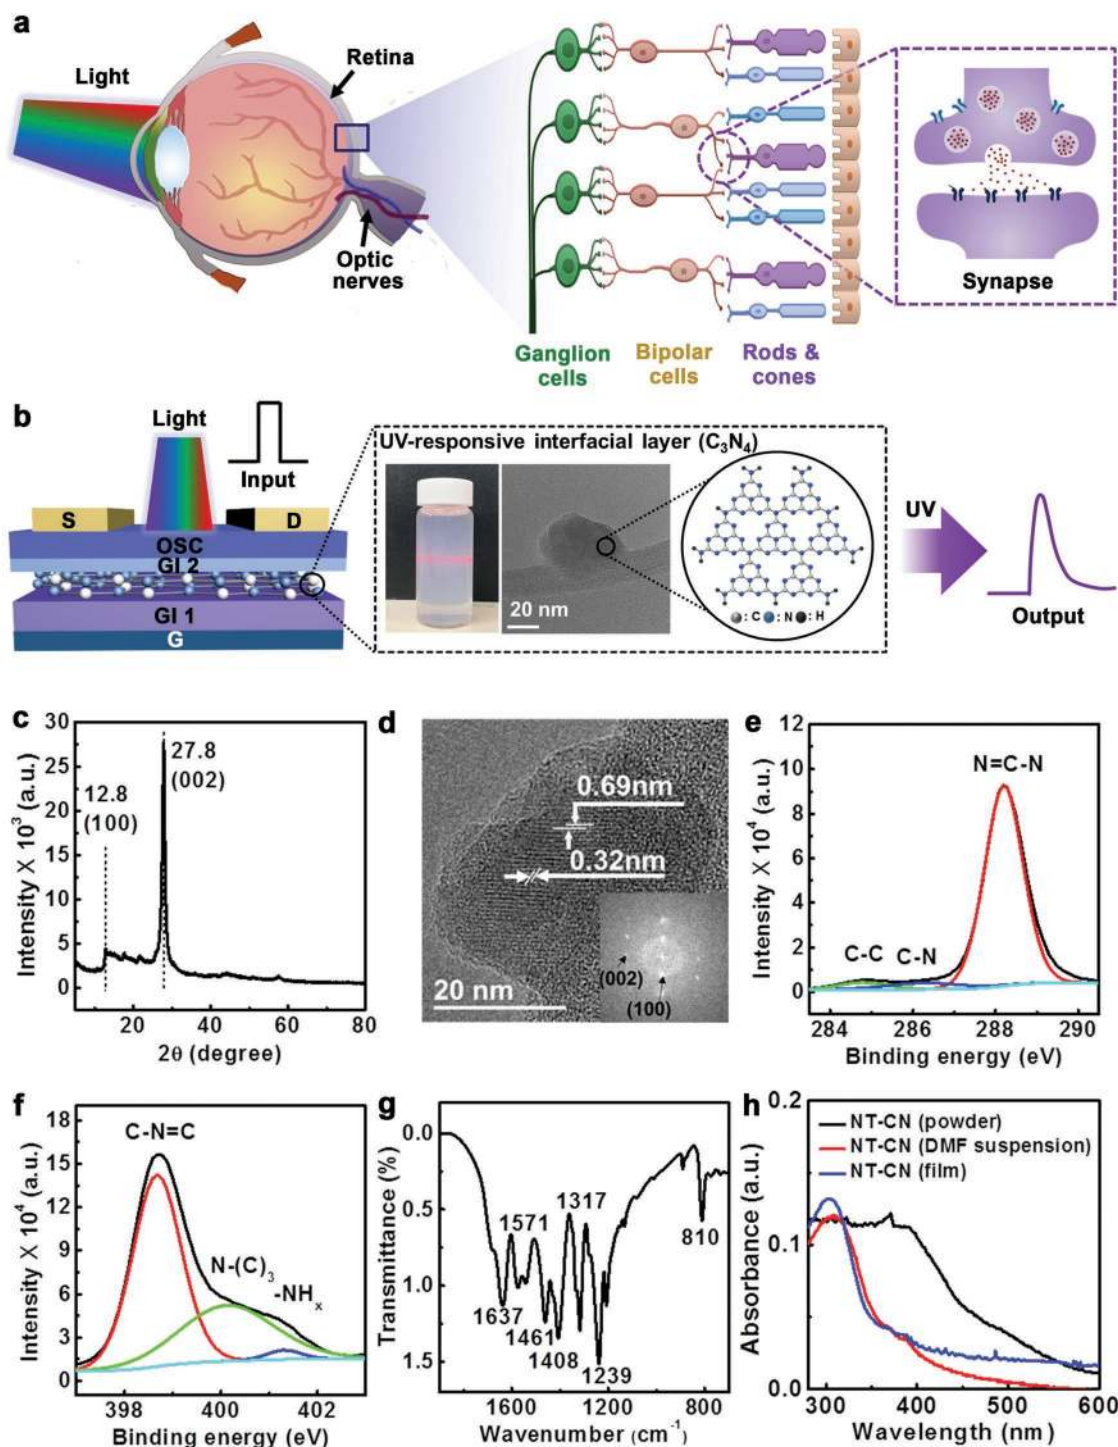 a
Light
Retina
Optic
nerves
Ganglion
cells
Bipolar
cells
Rods &
cones
Synapse
b
Light
Input
S
D
OSC
GI 2
GI 1
G
UV-responsive interfacial layer (C₃N₄)
20 nm
: C : N : H
UV
Output
c
Intensity X 10³ (a.u.)
30
25
20
15
10
5
0
12.8
(100)
27.8
(002)
20 40 60 80
2θ (degree)
d
0.69nm
0.32nm
20 nm
(002)
(100)
e
Intensity X 10⁴ (a.u.)
12
9
6
3
0
N=C-N
C-C
C-N
284 286 288 290
Binding energy (eV)
f
Intensity X 10⁴ (a.u.)
18
15
12
9
6
3
0
C-N=C
N-(C)₃
-NHₓ
398 400 402
Binding energy (eV)
g
Transmittance (%)
0.0
0.5
1.0
1.5
1317
1571
810
1637
1461
1408
1239
1600 1200 800
Wavenumber (cm⁻¹)
h
Absorbance (a.u.)
0.2
0.1
0.0
NT-CN (powder)
NT-CN (DMF suspension)
NT-CN (film)
300 400 500 600
Wavelength (nm)